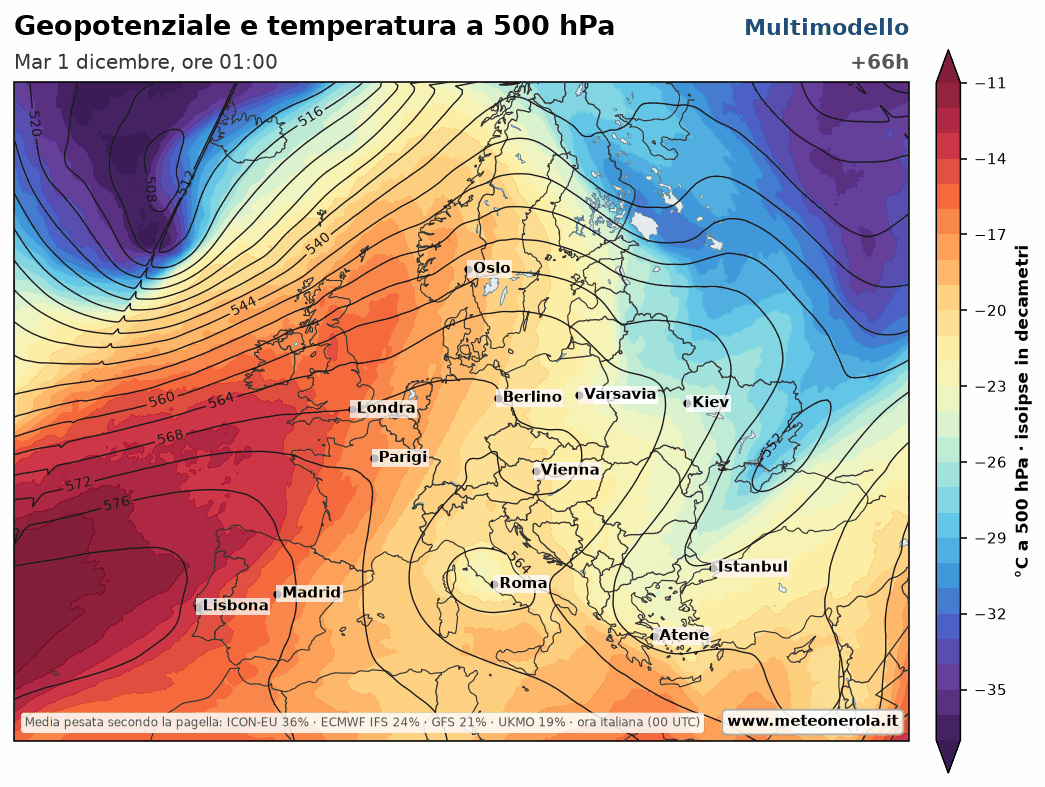 Geopotenziale e temperatura a 500 hPa
Multimodello
Mar 1 dicembre, ore 01:00
+66h
520
516
508
512
540
544
560
564
568
572
576
552
564
Oslo
Londra
Berlino
Varsavia
Kiev
Parigi
Vienna
Roma
Istanbul
Madrid
Lisbona
Atene
Media pesata secondo la pagella: ICON-EU 36% · ECMWF IFS 24% · GFS 21% · UKMO 19% · ora italiana (00 UTC)
www.meteonerola.it
−11
−14
−17
−20
−23
−26
−29
−32
−35
°C a 500 hPa · isoipse in decametri